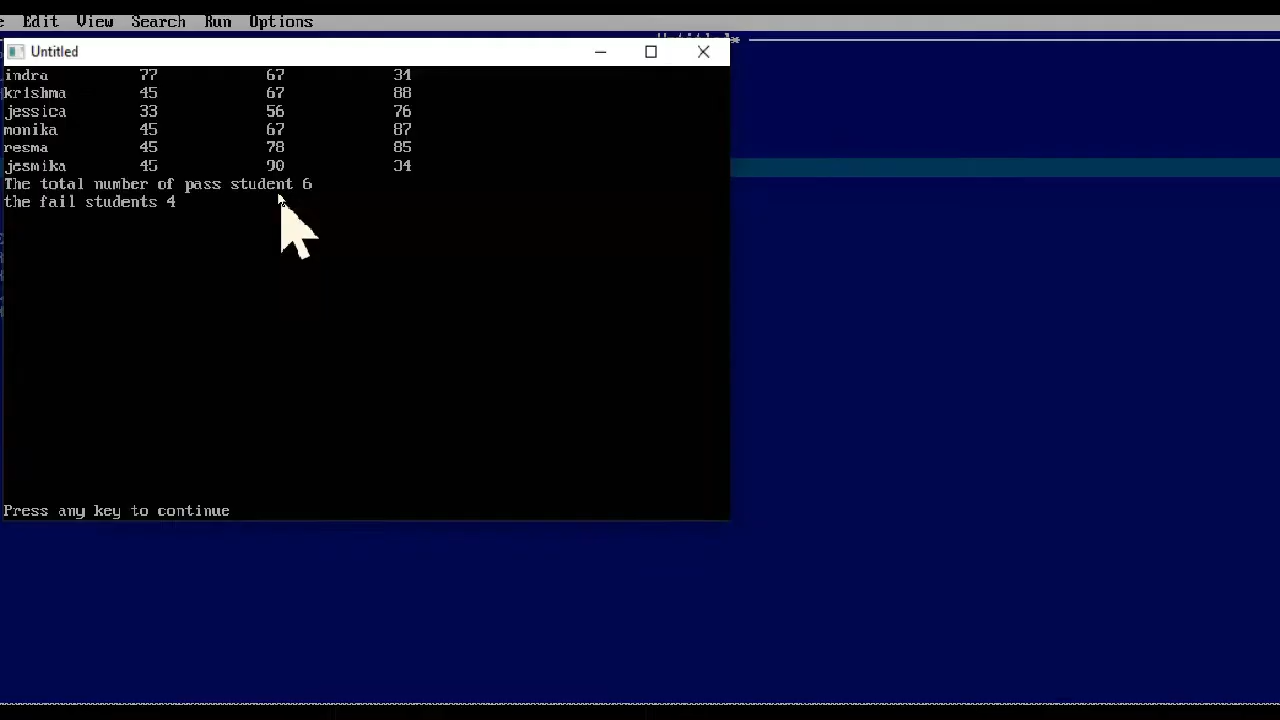 Edit View Search Run Options
Untitled
indra 77 67 34
krishma 45 67 88
jessica 33 56 76
monika 45 67 87
resma 45 78 85
jesmika 45 90 34
The total number of pass student 6
the fail students 4
Press any key to continue